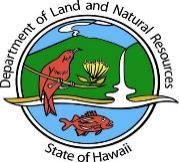 Department of Land and Natural Resources
State of Hawaii